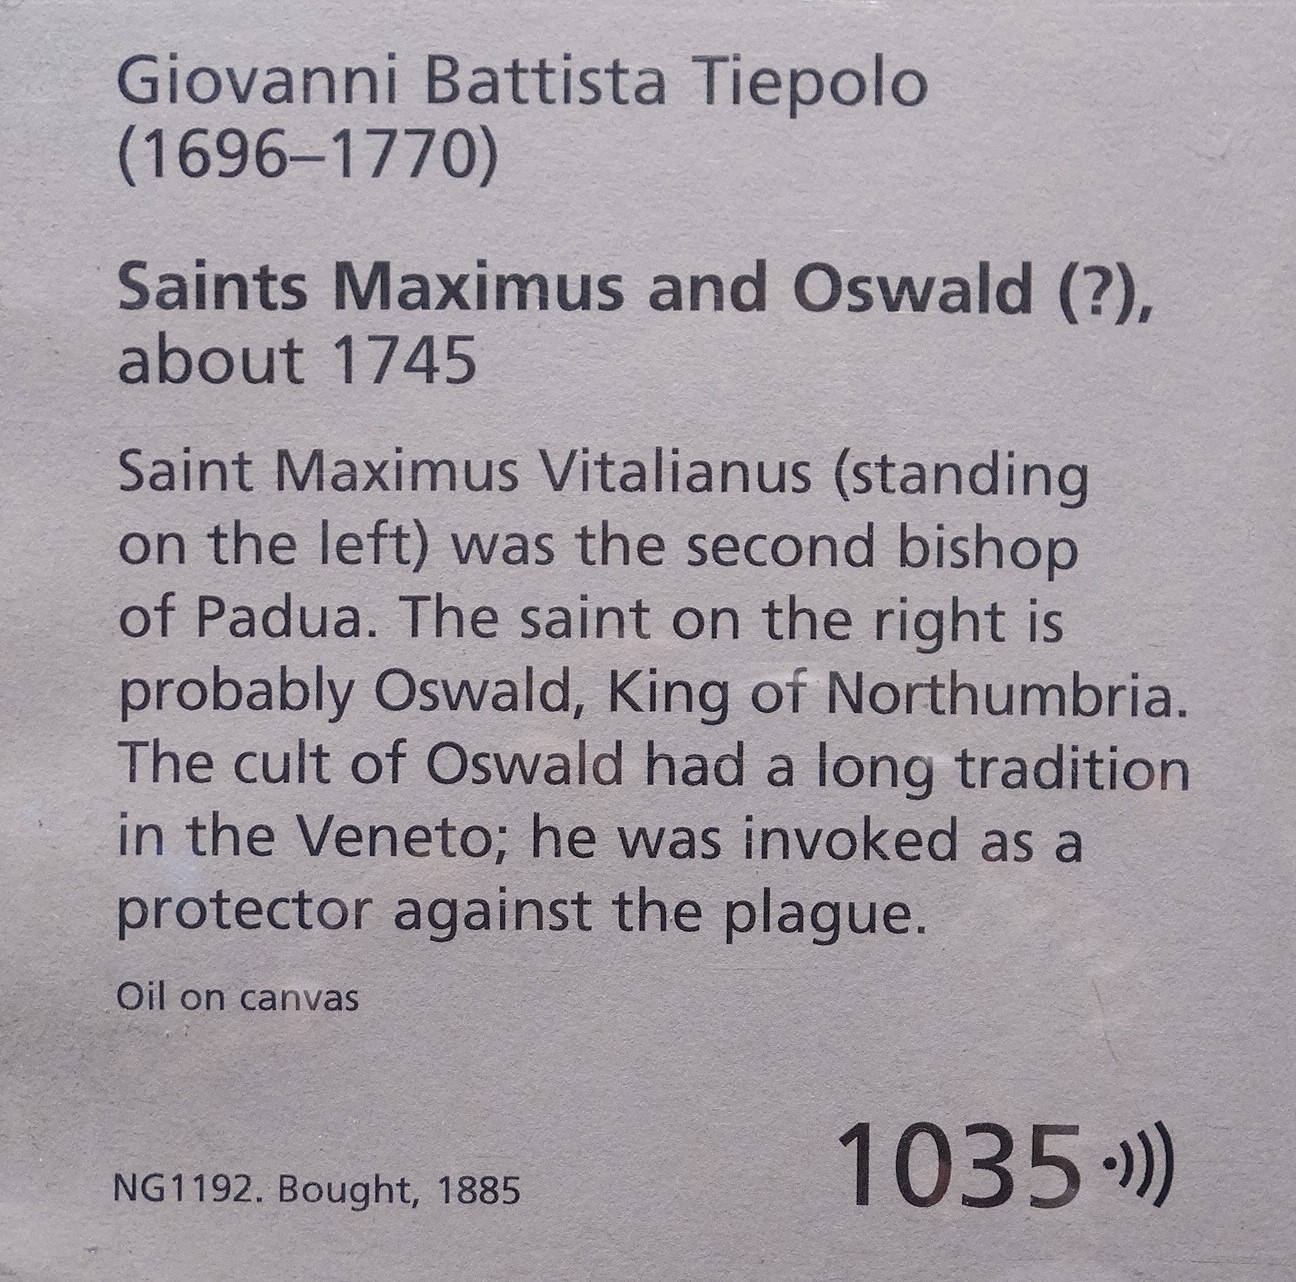 Giovanni Battista Tiepolo
(1696–1770)
Saints Maximus and Oswald (?),
about 1745
Saint Maximus Vitalianus (standing
on the left) was the second bishop
of Padua. The saint on the right is
probably Oswald, King of Northumbria.
The cult of Oswald had a long tradition
in the Veneto; he was invoked as a
protector against the plague.
Oil on canvas
NG1192. Bought, 1885
1035